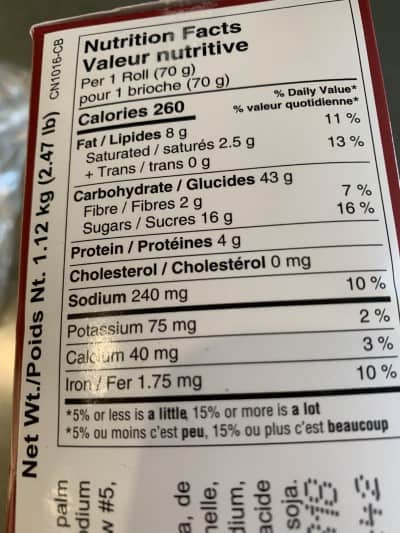 Nutrition Facts
Valeur nutritive
Per 1 Roll (70 g)
pour 1 brioche (70 g)
% Daily Value*
Calories 260
% valeur quotidienne*
Fat / Lipides 8 g 11 %
Saturated / saturés 2.5 g
+ Trans / trans 0 g 13 %
Carbohydrate / Glucides 43 g
Fibre / Fibres 2 g 7 %
Sugars / Sucres 16 g 16 %
Protein / Protéines 4 g
Cholesterol / Cholestérol 0 mg
Sodium 240 mg 10 %
Potassium 75 mg 2 %
Calcium 40 mg 3 %
Iron / Fer 1.75 mg 10 %
*5% or less is a little, 15% or more is a lot
*5% ou moins c'est peu, 15% ou plus c'est beaucoup
Net Wt./Poids Nt. 1.12 kg (2.47 lb) CN1016-CB
palm
dium
w #5,
a, de
nelle,
dium,
acide
soja.